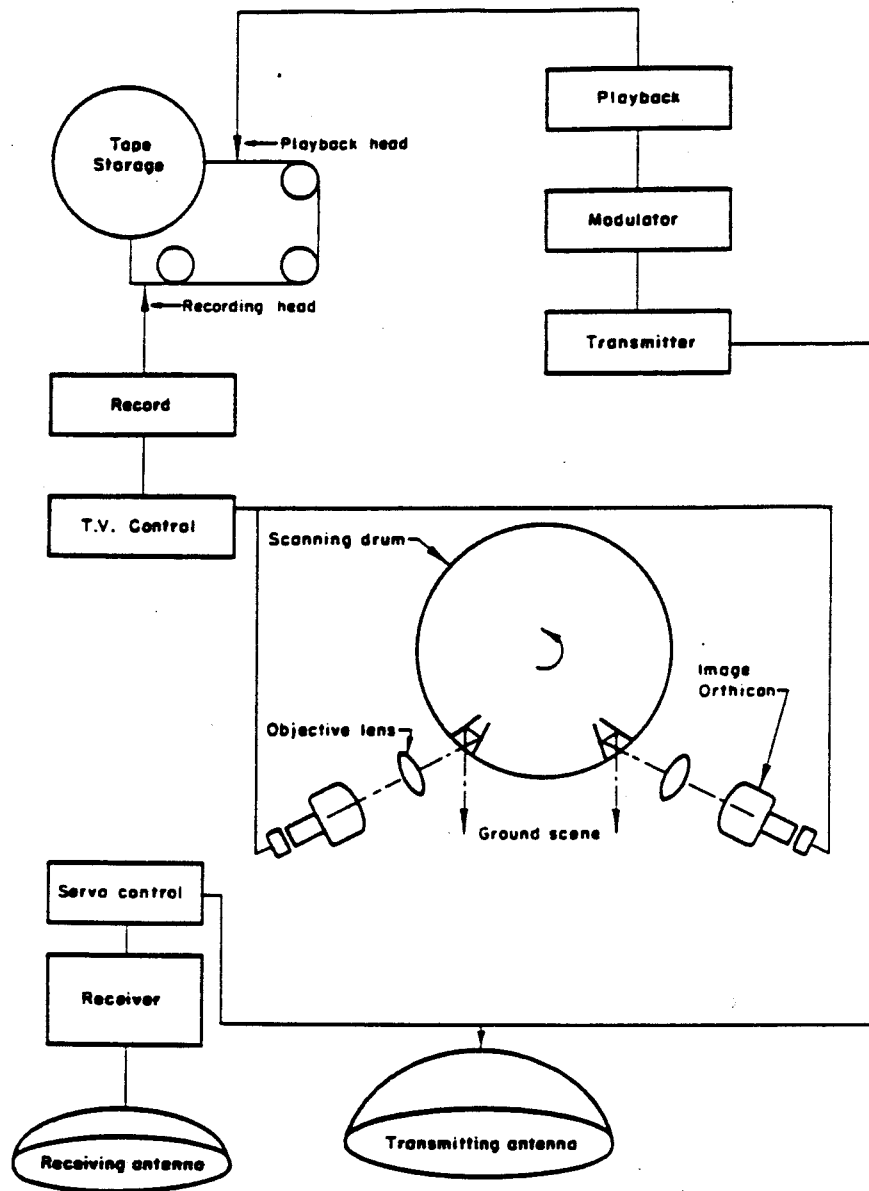 Playback
Tape
Storage
Playback head
Modulator
Recording head
Transmitter
Record
T.V. Control
Scanning drum
Image
Orthicon
Objective lens
Ground scene
Servo control
Receiver
Transmitting antenna
Receiving antenna